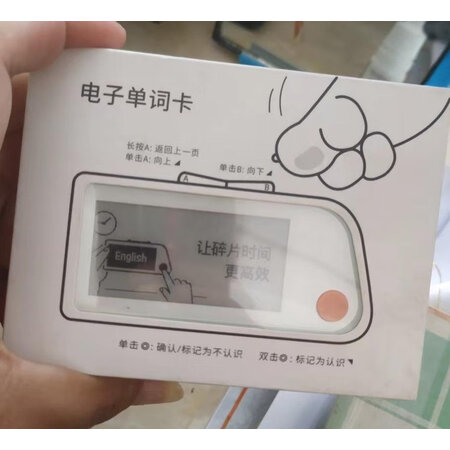 电子单词卡
长按A: 返回上一页
单击A: 向上
单击B: 向下
A
B
English
让碎片时间
更高效
单击 : 确认/标记为不认识
双击 : 标记为认识